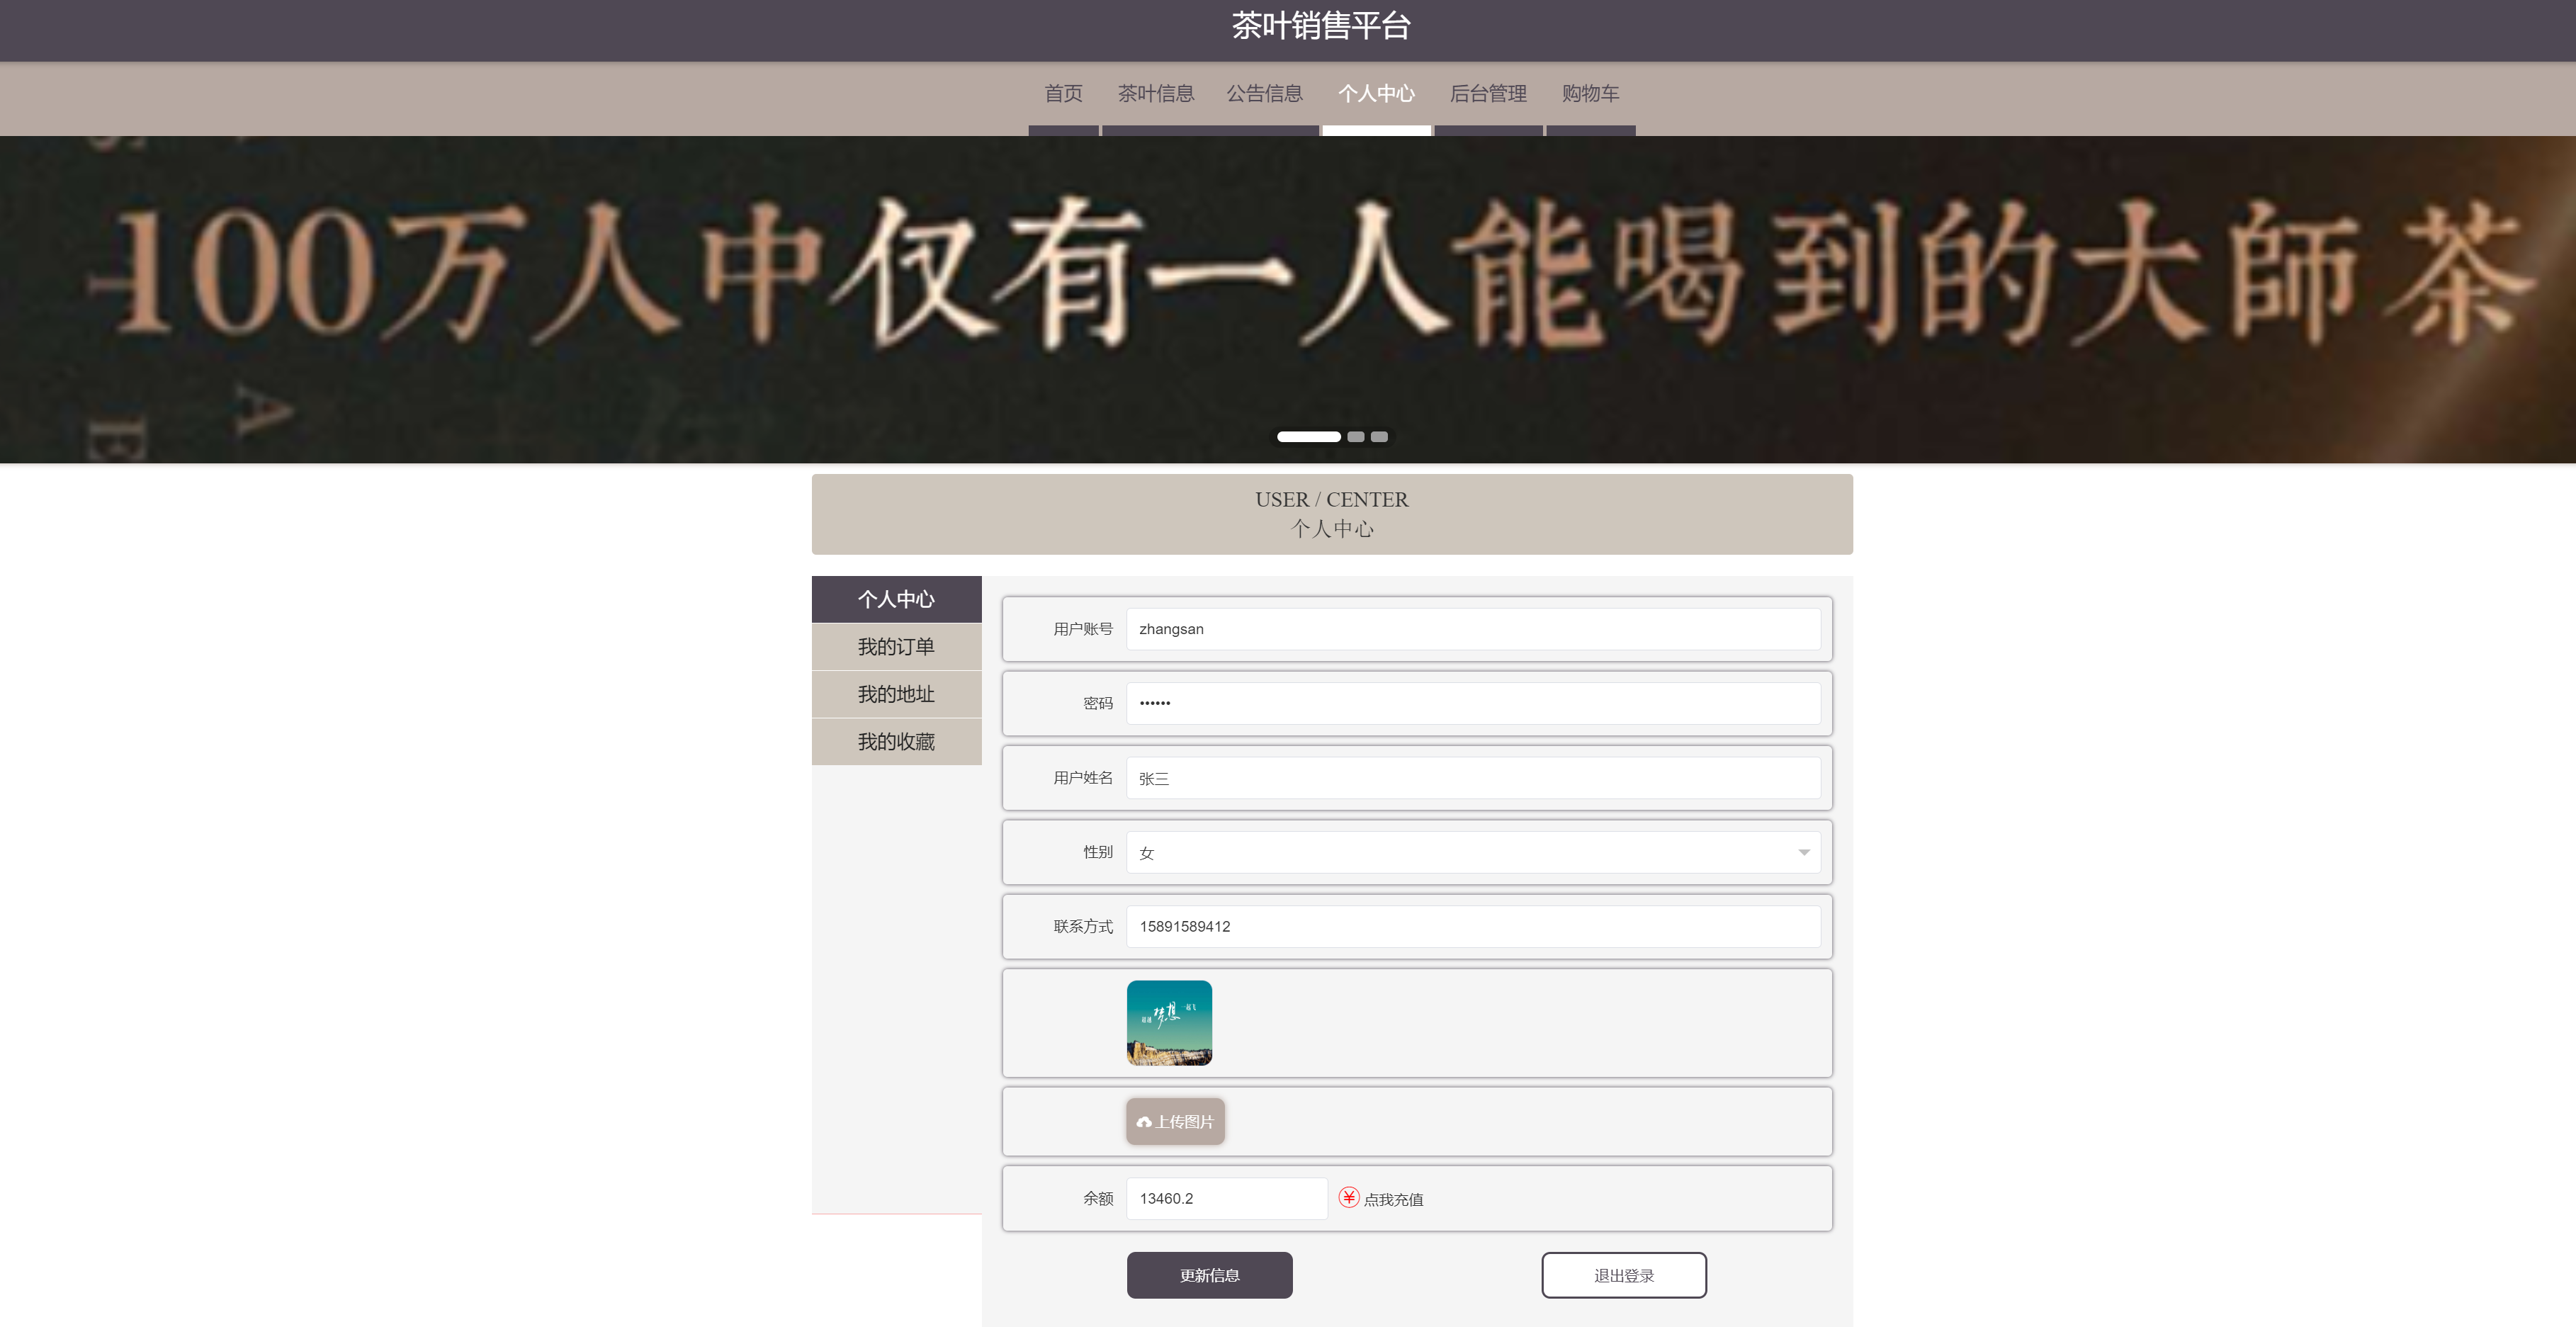 茶叶销售平台
首页 茶叶信息 公告信息 个人中心 后台管理 购物车
100万人中仅有一人能喝到的大師茶
A
E
USER / CENTER
个人中心
个人中心
我的订单
我的地址
我的收藏
用户账号 zhangsan
密码 ••••••
用户姓名 张三
性别 女
联系方式 15891589412
梦想
上传图片
余额 13460.2 点我充值
更新信息 退出登录